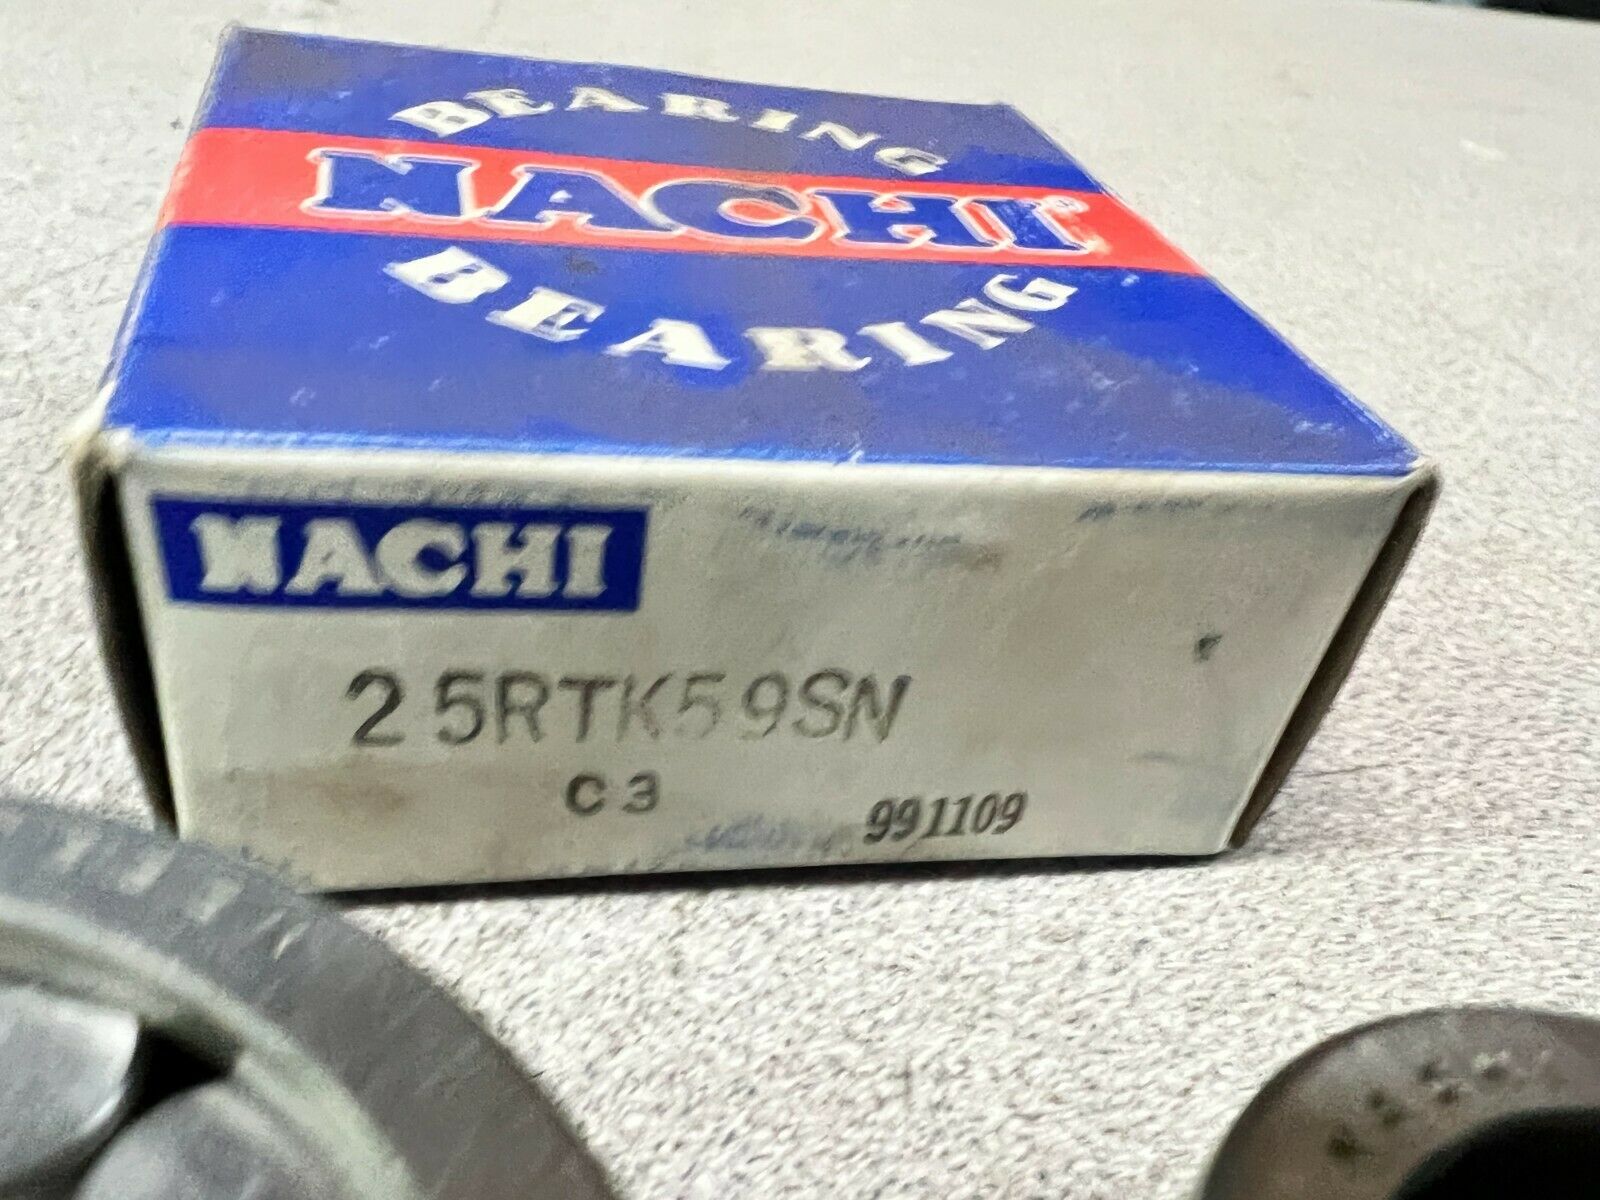 BEARING
NACHI®
BEARING
NACHI
25RTK59SN
C3
991109